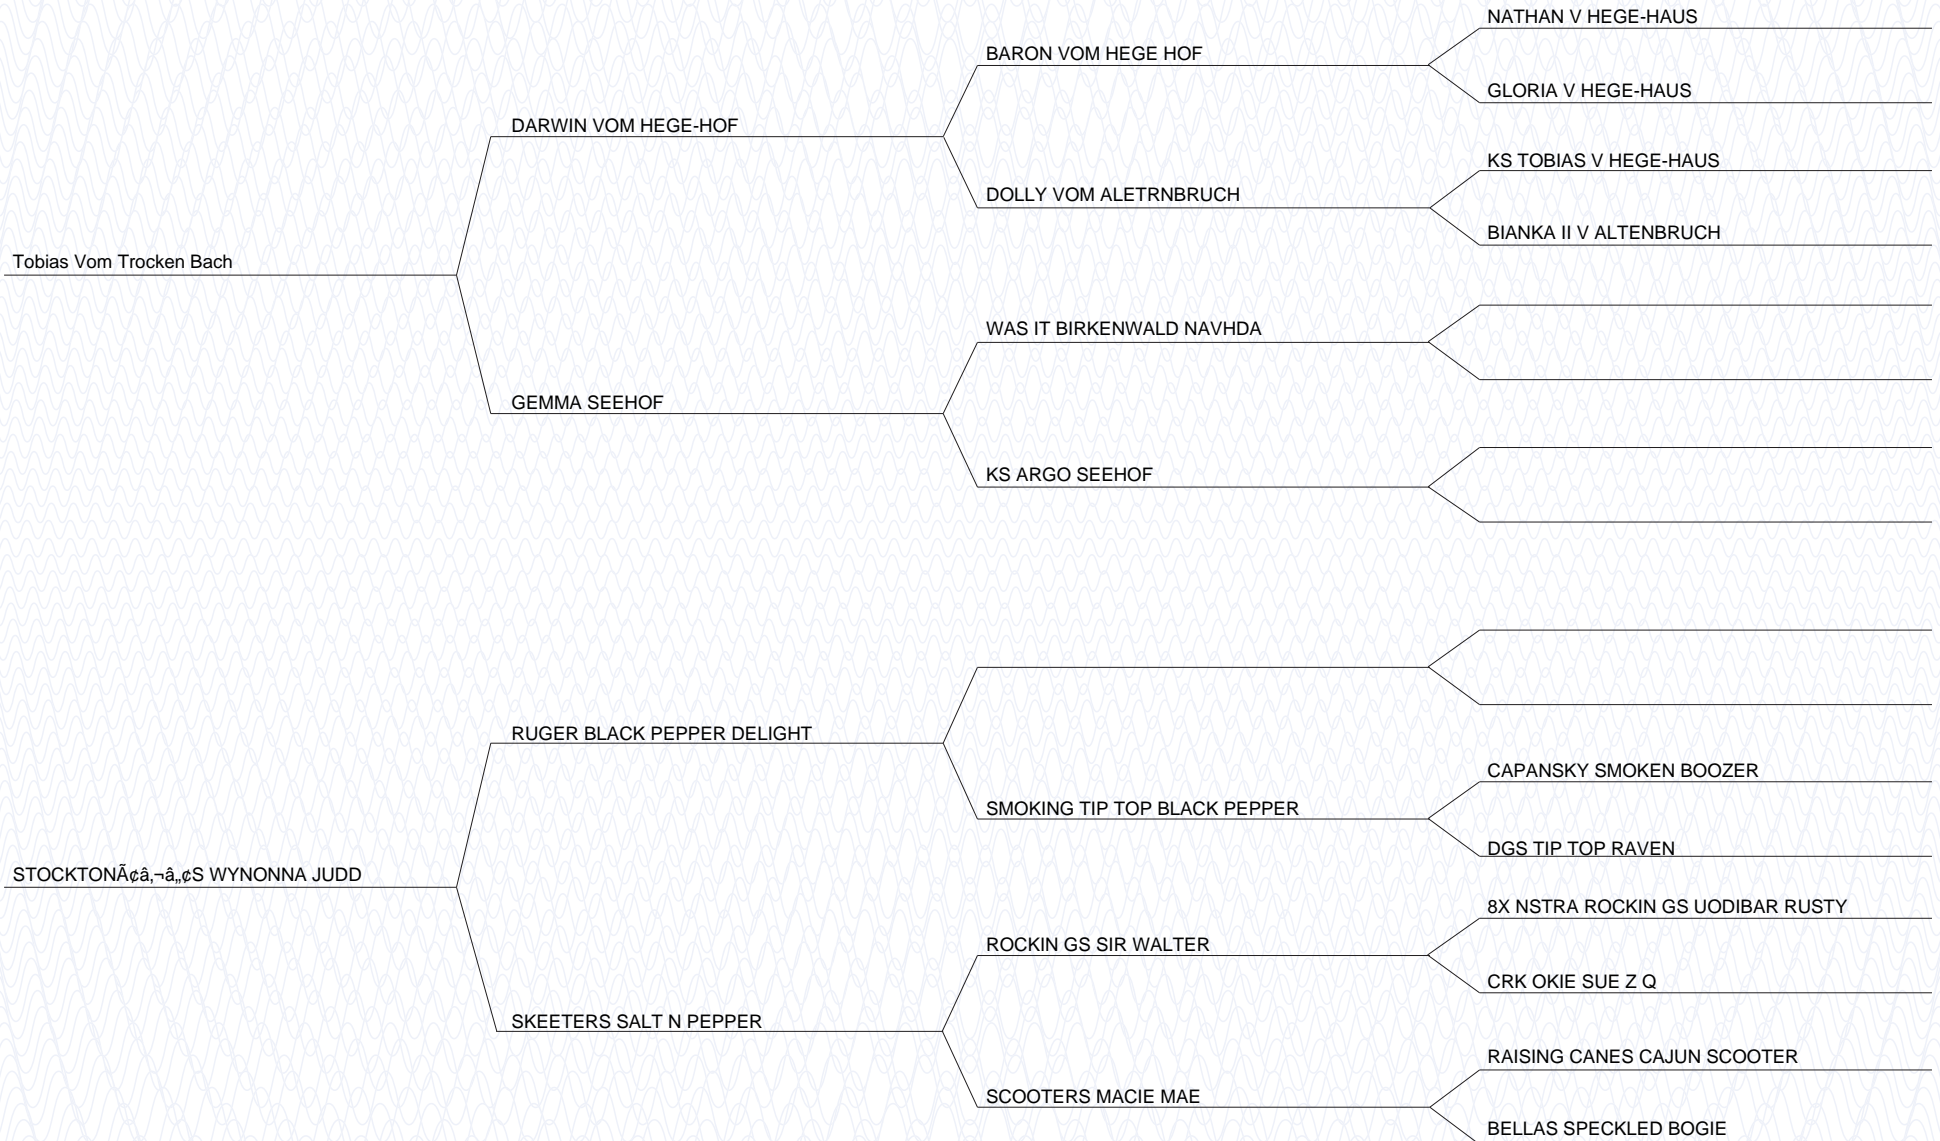 NATHAN V HEGE-HAUS
BARON VOM HEGE HOF
GLORIA V HEGE-HAUS
DARWIN VOM HEGE-HOF
KS TOBIAS V HEGE-HAUS
DOLLY VOM ALETRNBRUCH
BIANKA II V ALTENBRUCH
Tobias Vom Trocken Bach
WAS IT BIRKENWALD NAVHDA
GEMMA SEEHOF
KS ARGO SEEHOF
RUGER BLACK PEPPER DELIGHT
CAPANSKY SMOKEN BOOZER
SMOKING TIP TOP BLACK PEPPER
DGS TIP TOP RAVEN
STOCKTONÃ¢â‚¬â„¢S WYNONNA JUDD
8X NSTRA ROCKIN GS UODIBAR RUSTY
ROCKIN GS SIR WALTER
CRK OKIE SUE Z Q
SKEETERS SALT N PEPPER
RAISING CANES CAJUN SCOOTER
SCOOTERS MACIE MAE
BELLAS SPECKLED BOGIE